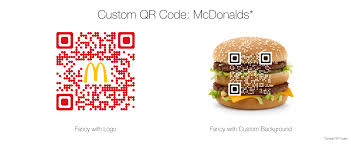 Custom QR Code: McDonalds*
Fancy with Logo
Fancy with Custom Background